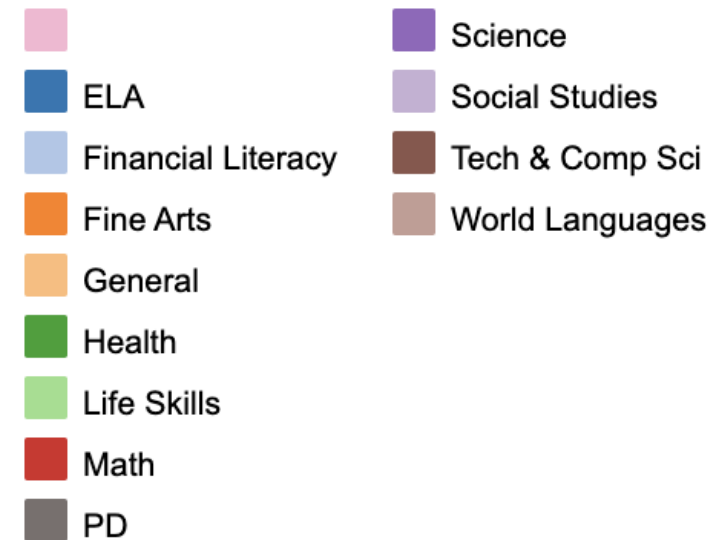 ELA
Financial Literacy
Fine Arts
General
Health
Life Skills
Math
PD
Science
Social Studies
Tech & Comp Sci
World Languages